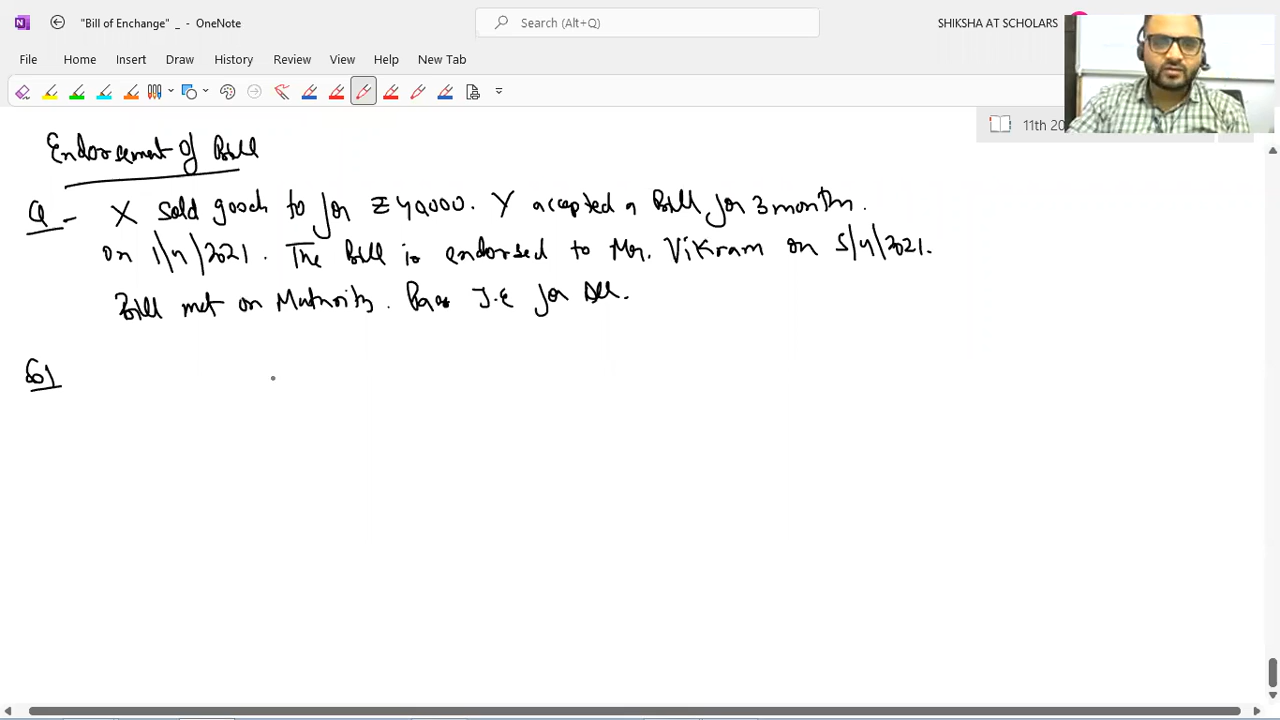 "Bill of Enchange" _ - OneNote
Search (Alt+Q)
SHIKSHA AT SCHOLARS
File Home Insert Draw History Review View Help New Tab
11th 20
Endorsement of Bill
Q - X sold goods to for ₹ 40,000. Y accepted a Bill for 3 months.
on 1/4/2021. The Bill is endorsed to Mr. Vikram on 5/4/2021.
Bill met on Maturity. Pass J.E for All.
Sol